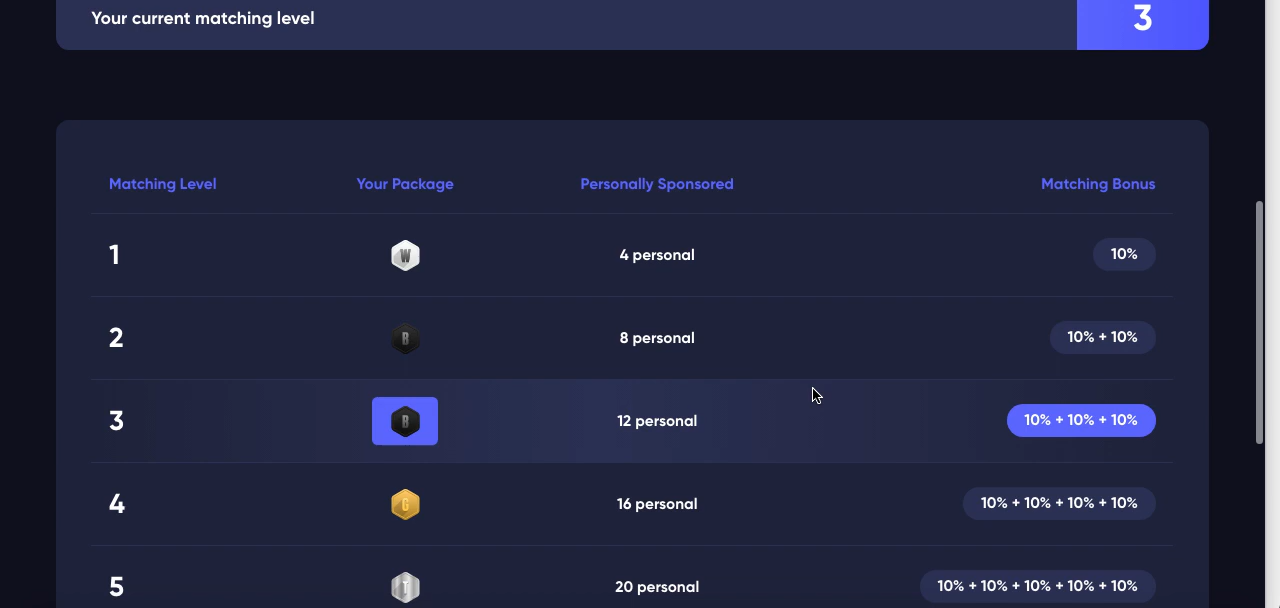 Your current matching level 3
Matching Level Your Package Personally Sponsored Matching Bonus
1 W 4 personal 10%
2 B 8 personal 10% + 10%
3 B 12 personal 10% + 10% + 10%
4 G 16 personal 10% + 10% + 10% + 10%
5 T 20 personal 10% + 10% + 10% + 10% + 10%